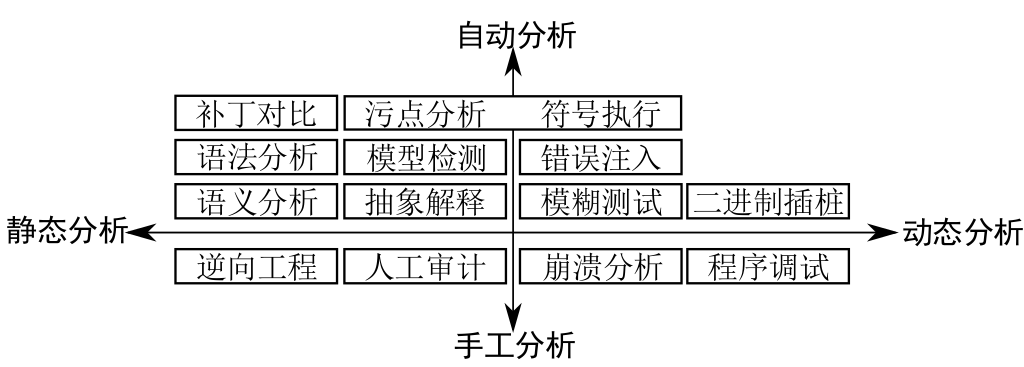 自动分析
补丁对比 污点分析 符号执行
语法分析 模型检测 错误注入
语义分析 抽象解释 模糊测试 二进制插桩
静态分析 动态分析
逆向工程 人工审计 崩溃分析 程序调试
手工分析